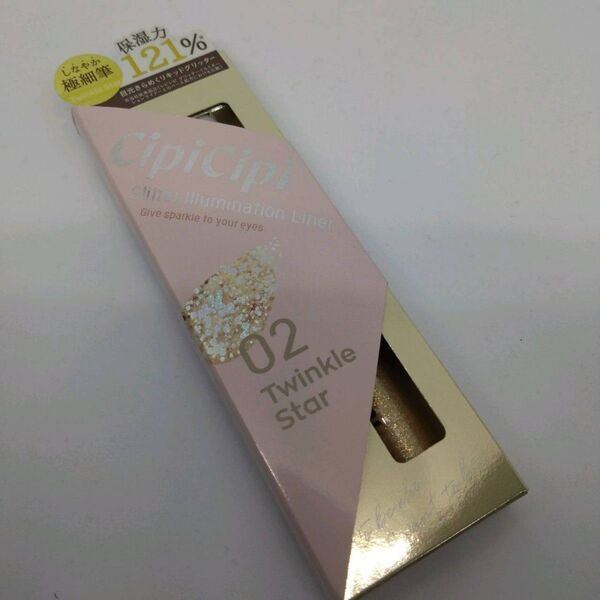 しなやか
極細筆
Twinkle Star
保湿力
121%
目元きらめくリキッドグリッター
CipiCipi
Glitter Illumination Liner
Give sparkle to your eyes
02
Twinkle
Star